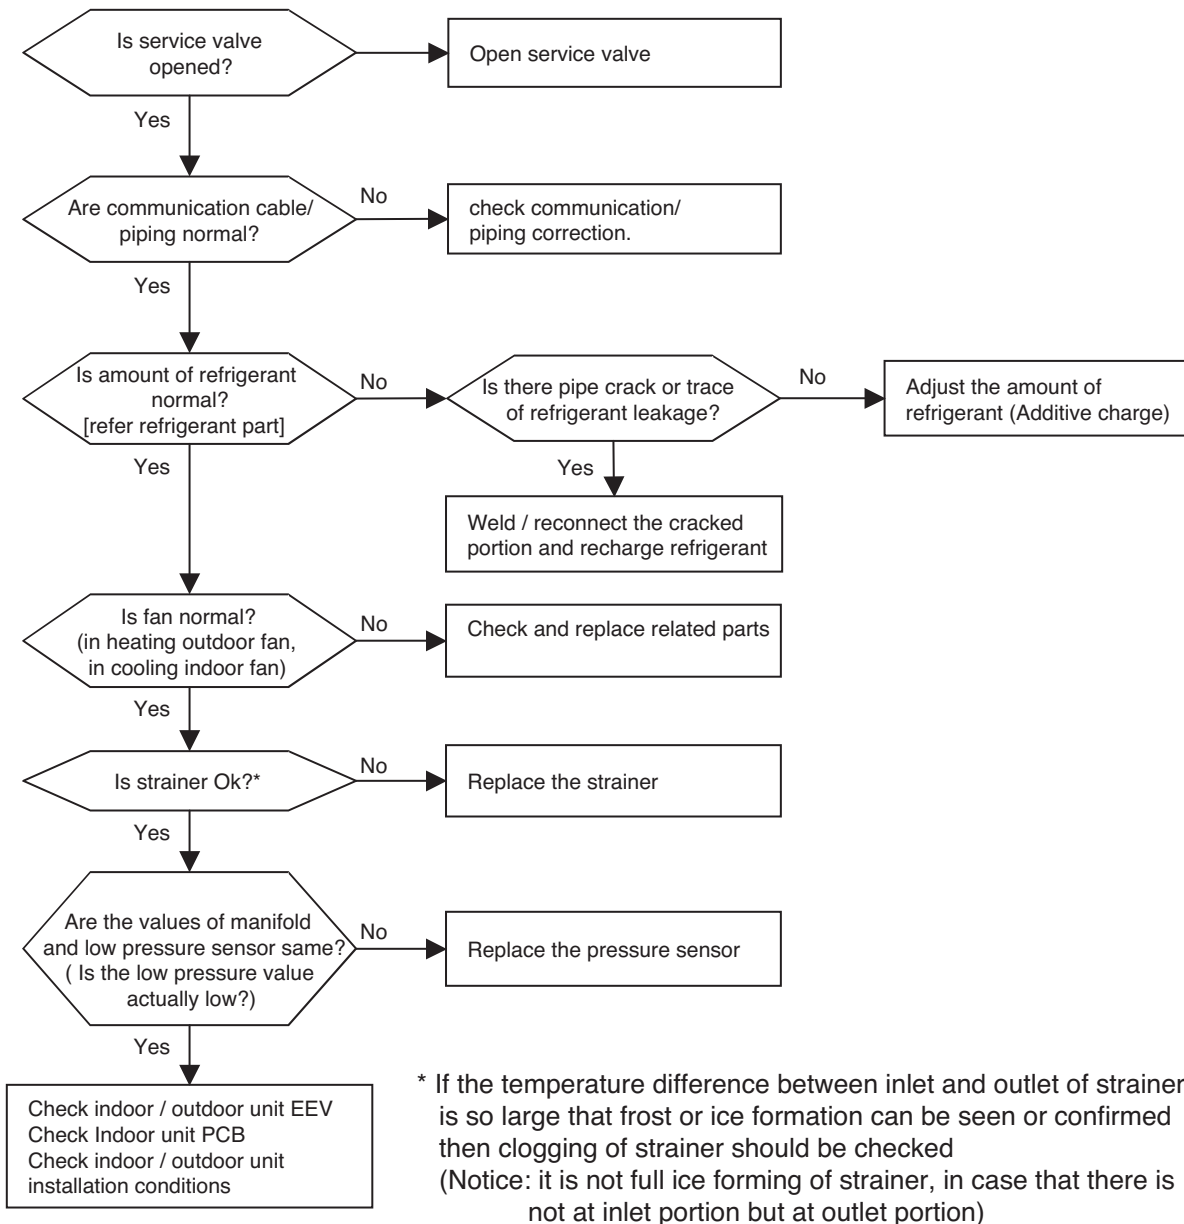 Is service valve
opened?
Open service valve
Yes
Are communication cable/
piping normal?
No
check communication/
piping correction.
Yes
Is amount of refrigerant
normal?
[refer refrigerant part]
No
Is there pipe crack or trace
of refrigerant leakage?
No
Adjust the amount of
refrigerant (Additive charge)
Yes
Yes
Weld / reconnect the cracked
portion and recharge refrigerant
Is fan normal?
(in heating outdoor fan,
in cooling indoor fan)
No
Check and replace related parts
Yes
Is strainer Ok?*
No
Replace the strainer
Yes
Are the values of manifold
and low pressure sensor same?
( Is the low pressure value
actually low?)
No
Replace the pressure sensor
Yes
Check indoor / outdoor unit EEV
Check Indoor unit PCB
Check indoor / outdoor unit
installation conditions
* If the temperature difference between inlet and outlet of strainer
is so large that frost or ice formation can be seen or confirmed
then clogging of strainer should be checked
(Notice: it is not full ice forming of strainer, in case that there is
not at inlet portion but at outlet portion)